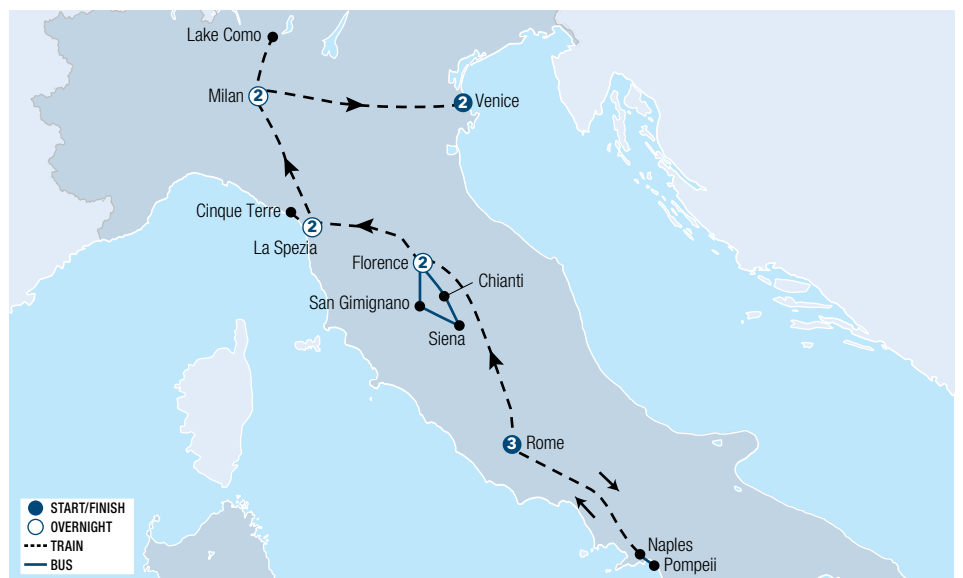 Lake Como
Milan
2
2
Venice
Cinque Terre
2
La Spezia
Florence
2
Chianti
San Gimignano
Siena
3
Rome
Naples
Pompeii
START/FINISH
OVERNIGHT
TRAIN
BUS